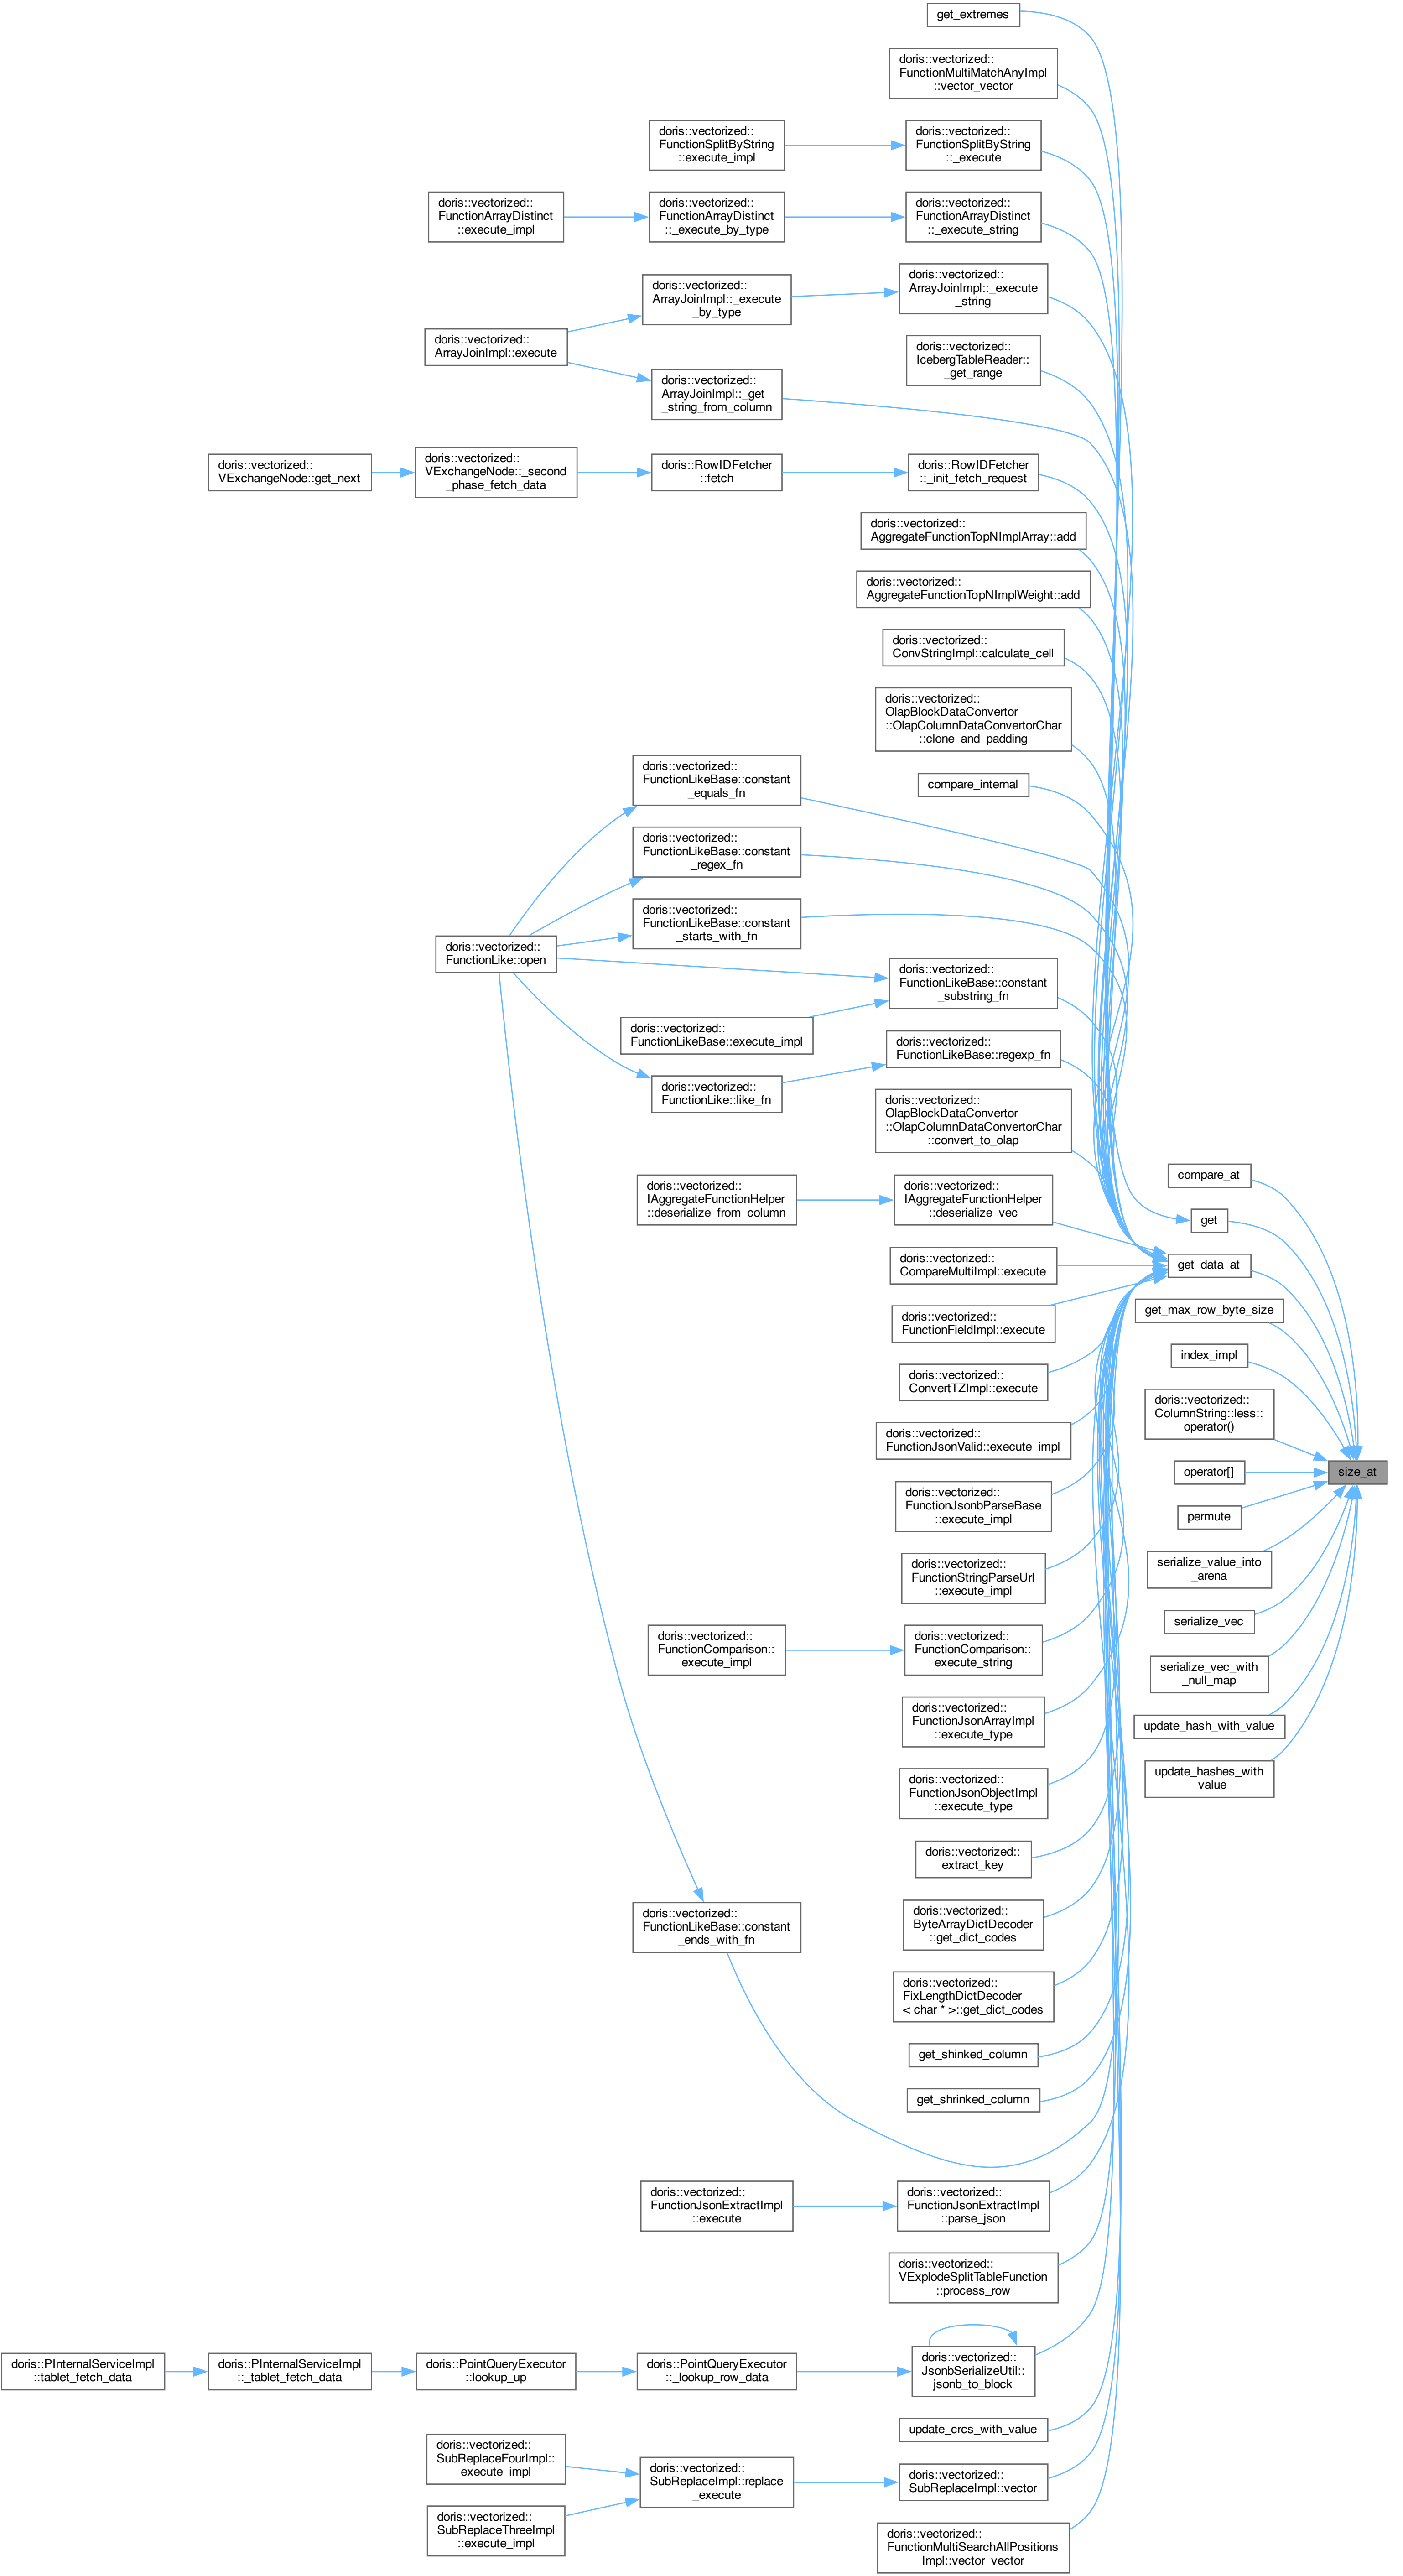 get_extremes
doris::vectorized::
FunctionMultiMatchAnyImpl
::vector_vector
doris::vectorized::
FunctionSplitByString
::execute_impl
doris::vectorized::
FunctionSplitByString
::_execute
doris::vectorized::
FunctionArrayDistinct
::execute_impl
doris::vectorized::
FunctionArrayDistinct
::_execute_by_type
doris::vectorized::
FunctionArrayDistinct
::_execute_string
doris::vectorized::
ArrayJoinImpl::_execute
_by_type
doris::vectorized::
ArrayJoinImpl::_execute
_string
doris::vectorized::
ArrayJoinImpl::execute
doris::vectorized::
IcebergTableReader::
_get_range
doris::vectorized::
ArrayJoinImpl::_get
_string_from_column
doris::vectorized::
VExchangeNode::get_next
doris::vectorized::
VExchangeNode::_second
_phase_fetch_data
doris::RowIDFetcher
::fetch
doris::RowIDFetcher
::_init_fetch_request
doris::vectorized::
AggregateFunctionTopNImplArray::add
doris::vectorized::
AggregateFunctionTopNImplWeight::add
doris::vectorized::
ConvStringImpl::calculate_cell
doris::vectorized::
OlapBlockDataConvertor
::OlapColumnDataConvertorChar
::clone_and_padding
doris::vectorized::
FunctionLikeBase::constant
_equals_fn
compare_internal
doris::vectorized::
FunctionLikeBase::constant
_regex_fn
doris::vectorized::
FunctionLikeBase::constant
_starts_with_fn
doris::vectorized::
FunctionLike::open
doris::vectorized::
FunctionLikeBase::constant
_substring_fn
doris::vectorized::
FunctionLikeBase::execute_impl
doris::vectorized::
FunctionLikeBase::regexp_fn
doris::vectorized::
FunctionLike::like_fn
doris::vectorized::
OlapBlockDataConvertor
::OlapColumnDataConvertorChar
::convert_to_olap
compare_at
doris::vectorized::
IAggregateFunctionHelper
::deserialize_from_column
doris::vectorized::
IAggregateFunctionHelper
::deserialize_vec
get
doris::vectorized::
CompareMultiImpl::execute
get_data_at
doris::vectorized::
FunctionFieldImpl::execute
get_max_row_byte_size
index_impl
doris::vectorized::
ConvertTZImpl::execute
doris::vectorized::
ColumnString::less::
operator()
doris::vectorized::
FunctionJsonValid::execute_impl
operator[]
size_at
doris::vectorized::
FunctionJsonbParseBase
::execute_impl
permute
doris::vectorized::
FunctionStringParseUrl
::execute_impl
serialize_value_into
_arena
serialize_vec
doris::vectorized::
FunctionComparison::
execute_impl
doris::vectorized::
FunctionComparison::
execute_string
serialize_vec_with
_null_map
doris::vectorized::
FunctionJsonArrayImpl
::execute_type
update_hash_with_value
doris::vectorized::
FunctionJsonObjectImpl
::execute_type
update_hashes_with
_value
doris::vectorized::
extract_key
doris::vectorized::
FunctionLikeBase::constant
_ends_with_fn
doris::vectorized::
ByteArrayDictDecoder
::get_dict_codes
doris::vectorized::
FixLengthDictDecoder
< char * >::get_dict_codes
get_shinked_column
get_shrinked_column
doris::vectorized::
FunctionJsonExtractImpl
::execute
doris::vectorized::
FunctionJsonExtractImpl
::parse_json
doris::vectorized::
VExplodeSplitTableFunction
::process_row
doris::PInternalServiceImpl
::tablet_fetch_data
doris::PInternalServiceImpl
::_tablet_fetch_data
doris::PointQueryExecutor
::lookup_up
doris::PointQueryExecutor
::_lookup_row_data
doris::vectorized::
JsonbSerializeUtil::
jsonb_to_block
update_crcs_with_value
doris::vectorized::
SubReplaceFourImpl::
execute_impl
doris::vectorized::
SubReplaceImpl::replace
_execute
doris::vectorized::
SubReplaceImpl::vector
doris::vectorized::
SubReplaceThreeImpl
::execute_impl
doris::vectorized::
FunctionMultiSearchAllPositions
Impl::vector_vector